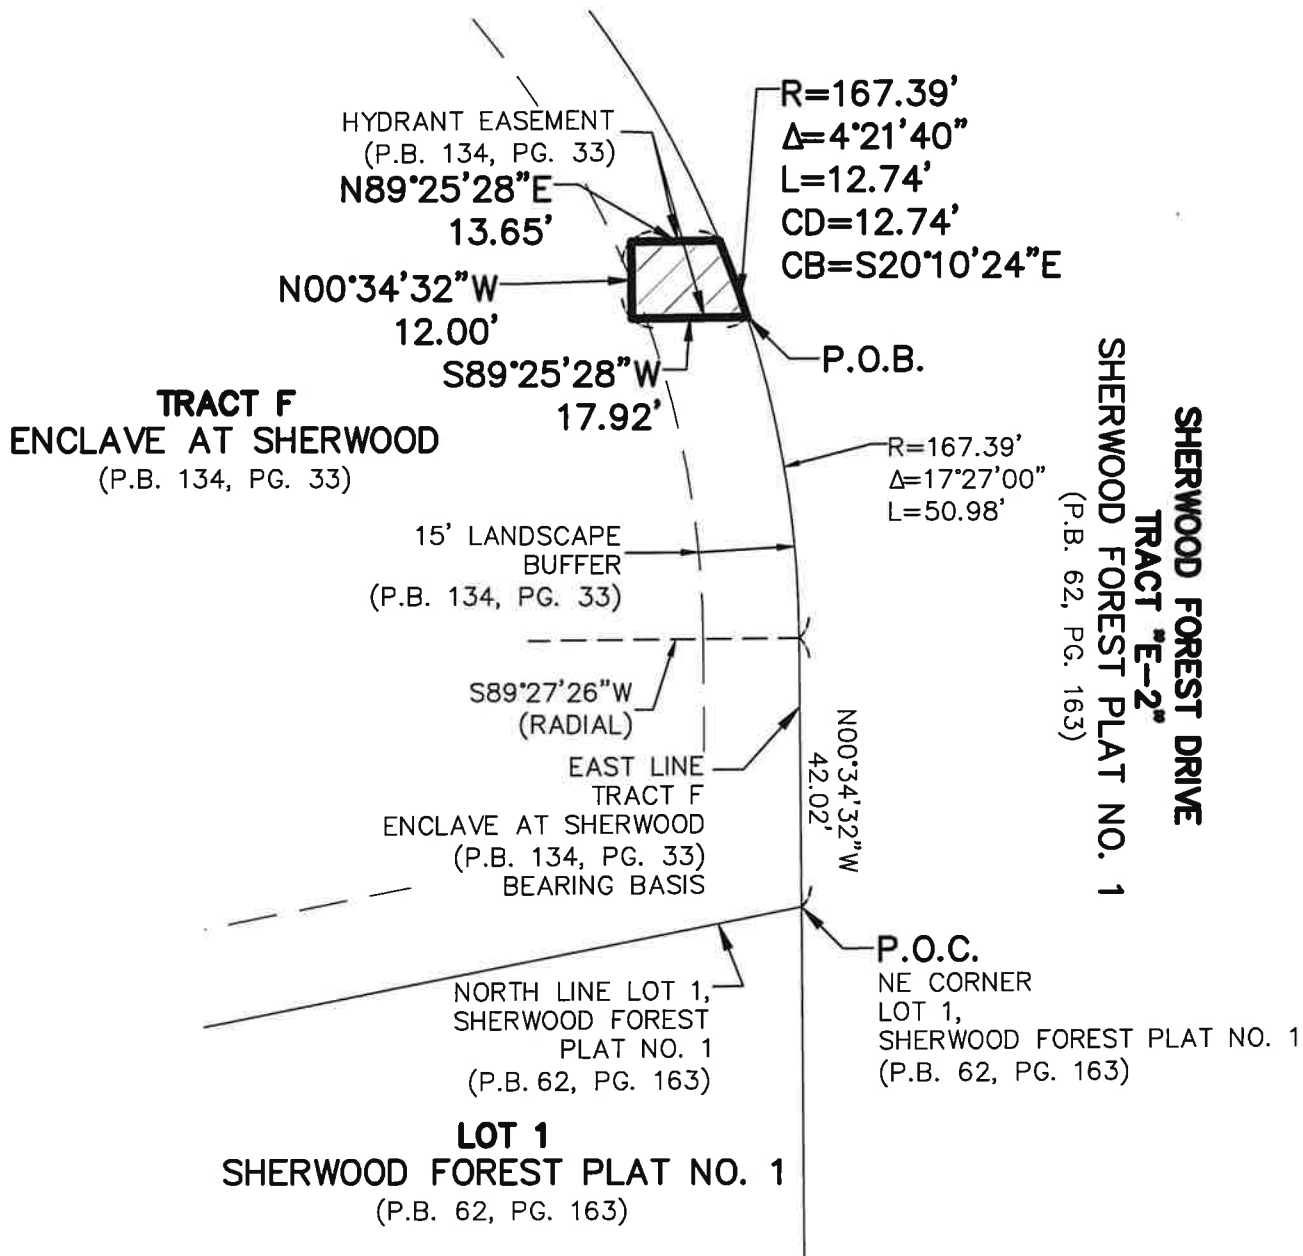 HYDRANT EASEMENT
(P.B. 134, PG. 33)
N89°25'28"E
13.65'
N00°34'32"W
12.00'
S89°25'28"W
17.92'
R=167.39'
Δ=4°21'40"
L=12.74'
CD=12.74'
CB=S20°10'24"E
P.O.B.
TRACT F
ENCLAVE AT SHERWOOD
(P.B. 134, PG. 33)
R=167.39'
Δ=17°27'00"
L=50.98'
15' LANDSCAPE
BUFFER
(P.B. 134, PG. 33)
SHERWOOD FOREST DRIVE
TRACT "E-2"
SHERWOOD FOREST PLAT NO. 1
(P.B. 62, PG. 163)
S89°27'26"W
(RADIAL)
EAST LINE
TRACT F
ENCLAVE AT SHERWOOD
(P.B. 134, PG. 33)
BEARING BASIS
N00°34'32"W
42.02'
P.O.C.
NE CORNER
LOT 1,
SHERWOOD FOREST PLAT NO. 1
(P.B. 62, PG. 163)
NORTH LINE LOT 1,
SHERWOOD FOREST
PLAT NO. 1
(P.B. 62, PG. 163)
LOT 1
SHERWOOD FOREST PLAT NO. 1
(P.B. 62, PG. 163)